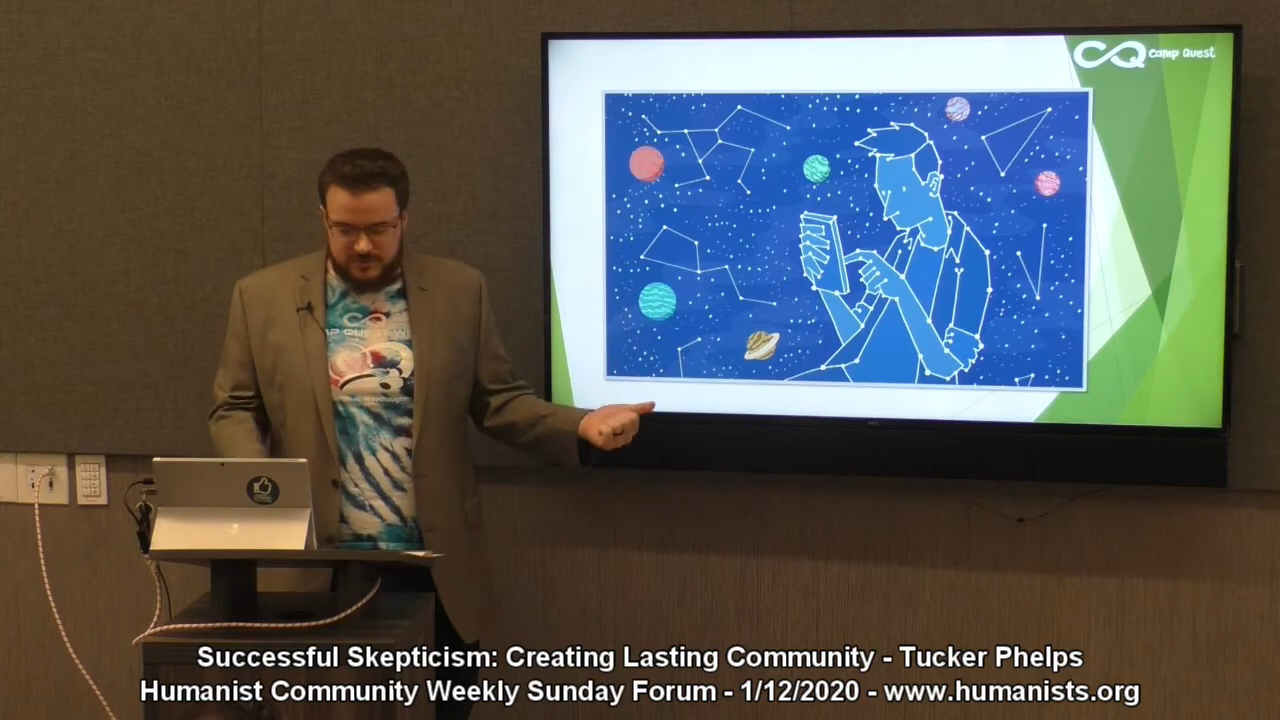 CQ Camp Quest
Successful Skepticism: Creating Lasting Community - Tucker Phelps
Humanist Community Weekly Sunday Forum - 1/12/2020 - www.humanists.org